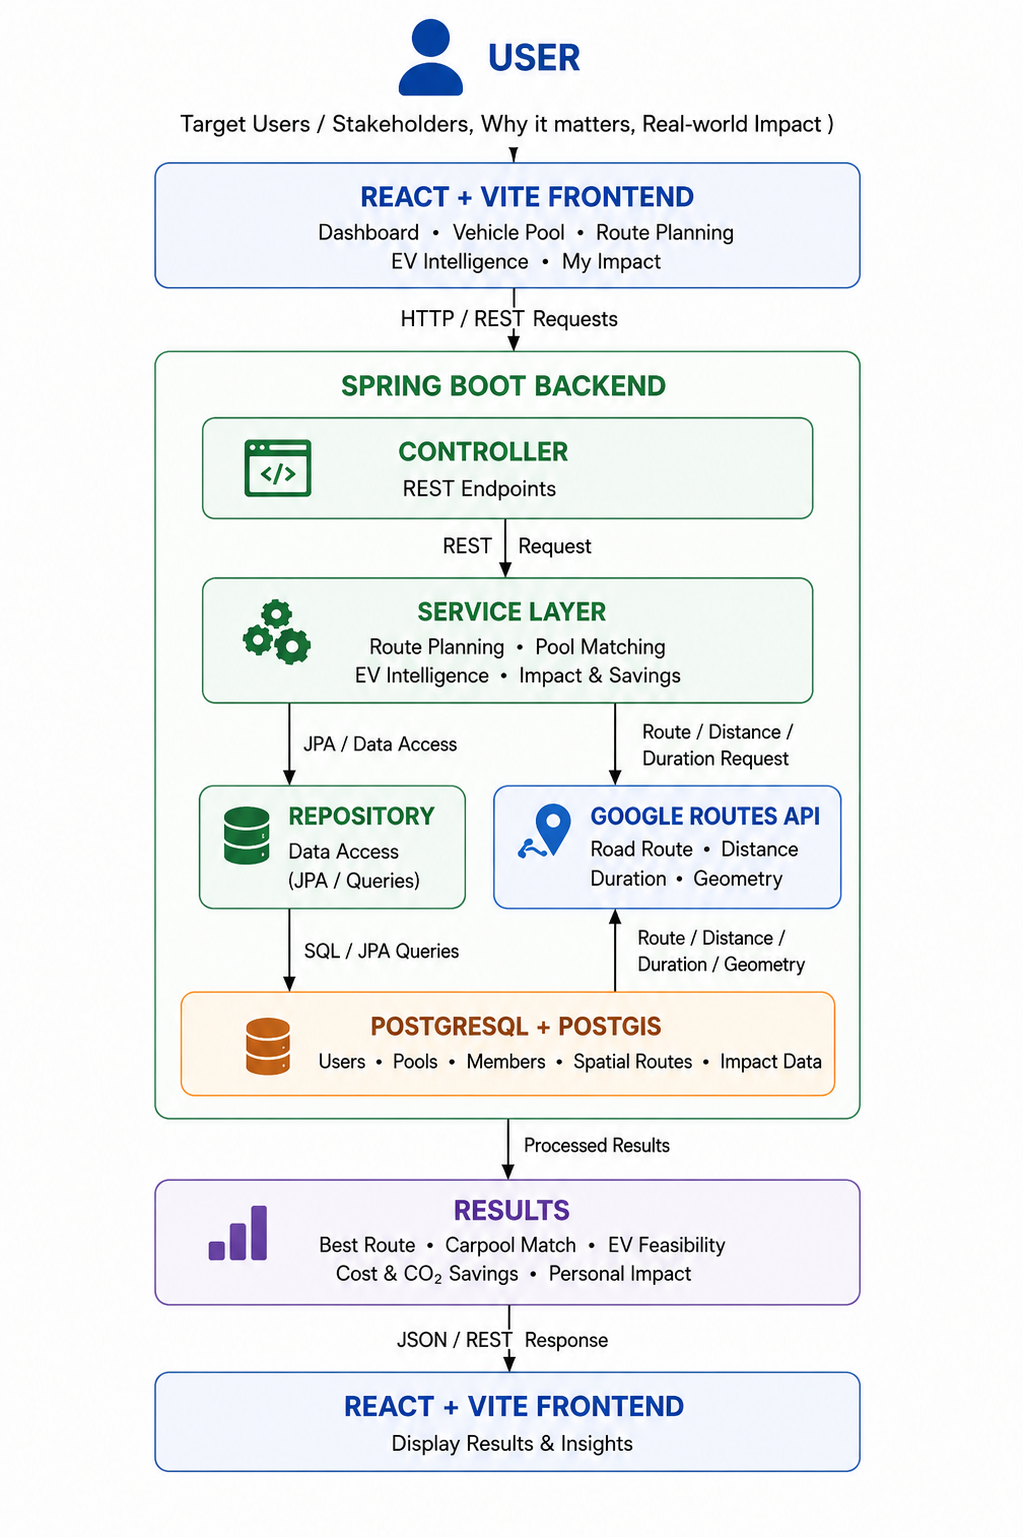 USER
Target Users / Stakeholders, Why it matters, Real-world Impact )
REACT + VITE FRONTEND
Dashboard • Vehicle Pool • Route Planning
EV Intelligence • My Impact
HTTP / REST Requests
SPRING BOOT BACKEND
CONTROLLER
REST Endpoints
REST Request
SERVICE LAYER
Route Planning • Pool Matching
EV Intelligence • Impact & Savings
JPA / Data Access
Route / Distance /
Duration Request
REPOSITORY
Data Access
(JPA / Queries)
GOOGLE ROUTES API
Road Route • Distance
Duration • Geometry
SQL / JPA Queries
Route / Distance /
Duration / Geometry
POSTGRESQL + POSTGIS
Users • Pools • Members • Spatial Routes • Impact Data
Processed Results
RESULTS
Best Route • Carpool Match • EV Feasibility
Cost & CO₂ Savings • Personal Impact
JSON / REST Response
REACT + VITE FRONTEND
Display Results & Insights